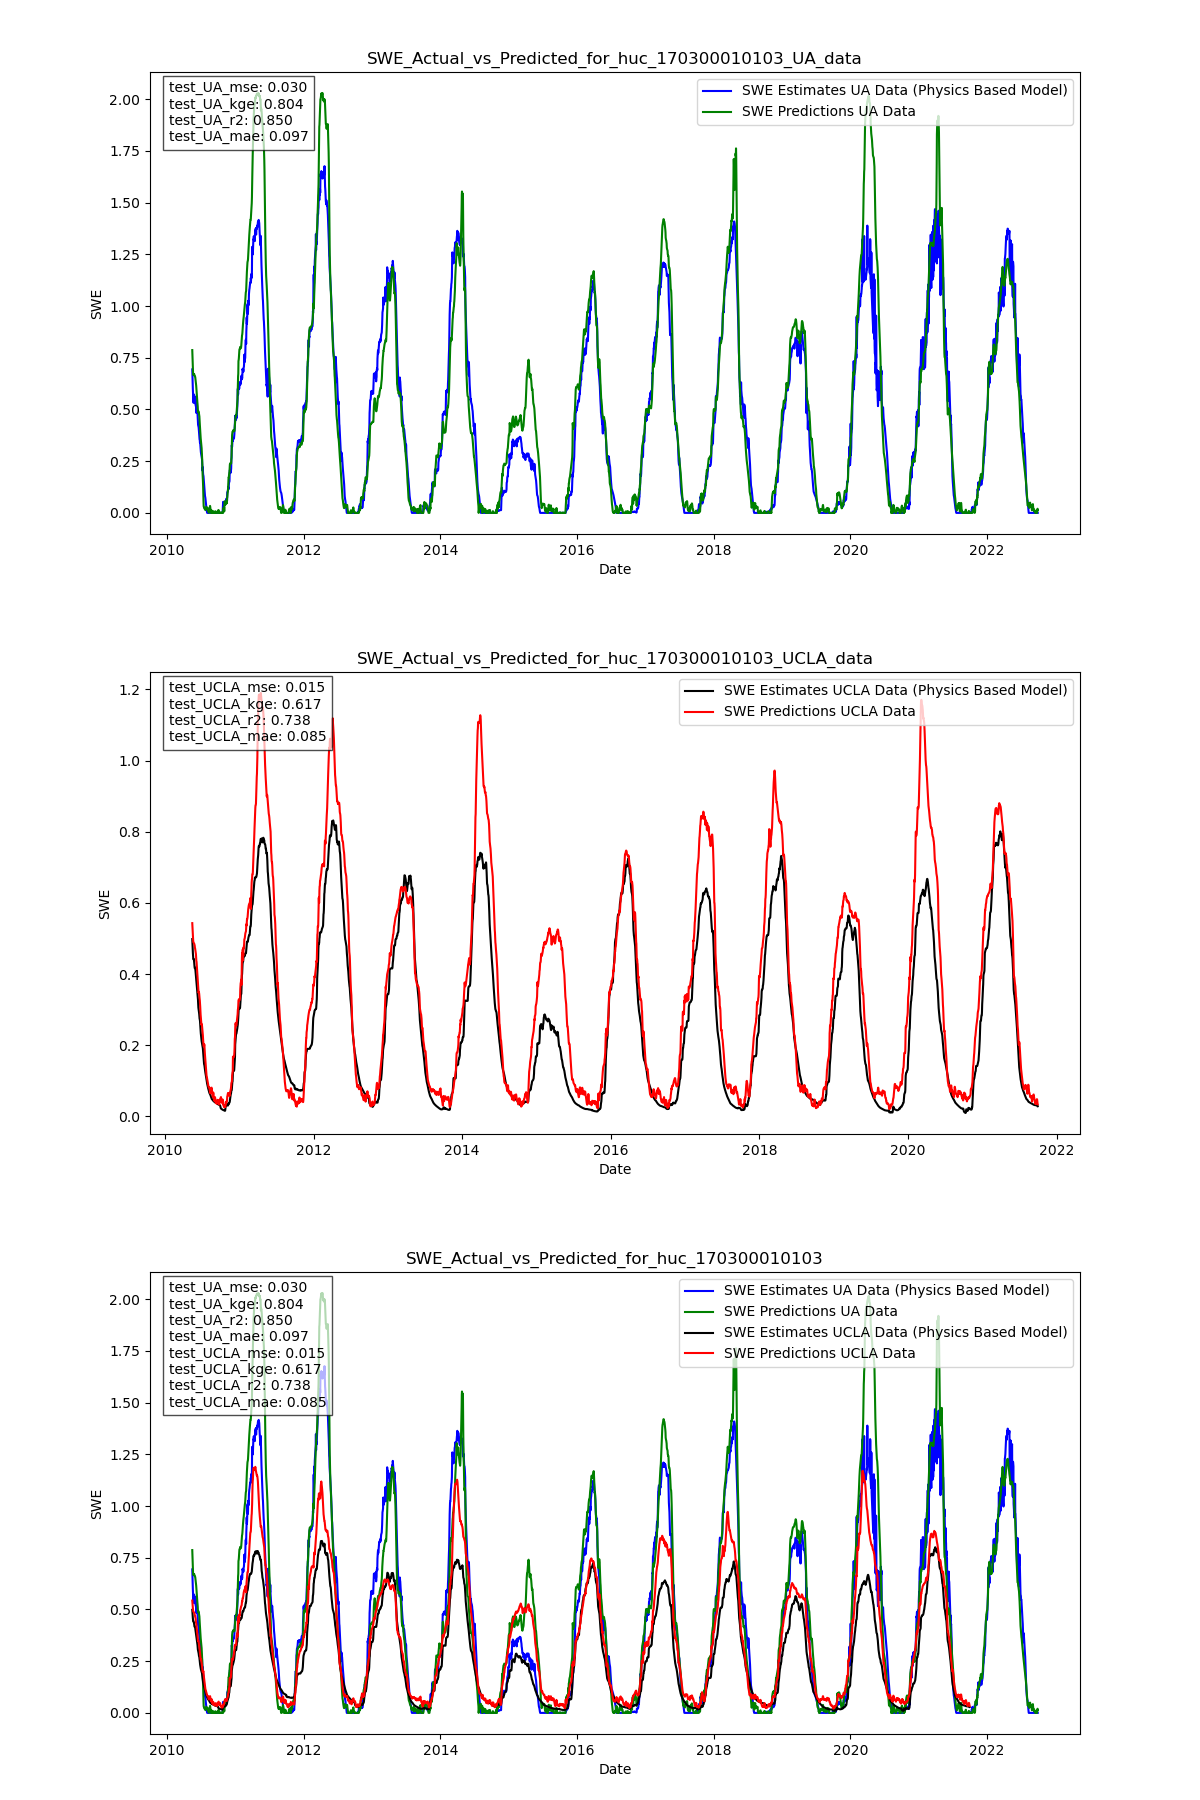 SWE_Actual_vs_Predicted_for_huc_170300010103_UA_data
test_UA_mse: 0.030
test_UA_kge: 0.804
test_UA_r2: 0.850
test_UA_mae: 0.097
SWE Estimates UA Data (Physics Based Model)
SWE Predictions UA Data
2.00
1.75
1.50
1.25
1.00
0.75
0.50
0.25
0.00
SWE
2010 2012 2014 2016 2018 2020 2022
Date
SWE_Actual_vs_Predicted_for_huc_170300010103_UCLA_data
test_UCLA_mse: 0.015
test_UCLA_kge: 0.617
test_UCLA_r2: 0.738
test_UCLA_mae: 0.085
SWE Estimates UCLA Data (Physics Based Model)
SWE Predictions UCLA Data
1.2
1.0
0.8
0.6
0.4
0.2
0.0
SWE
2010 2012 2014 2016 2018 2020 2022
Date
SWE_Actual_vs_Predicted_for_huc_170300010103
test_UA_mse: 0.030
test_UA_kge: 0.804
test_UA_r2: 0.850
test_UA_mae: 0.097
test_UCLA_mse: 0.015
test_UCLA_kge: 0.617
test_UCLA_r2: 0.738
test_UCLA_mae: 0.085
SWE Estimates UA Data (Physics Based Model)
SWE Predictions UA Data
SWE Estimates UCLA Data (Physics Based Model)
SWE Predictions UCLA Data
2.00
1.75
1.50
1.25
1.00
0.75
0.50
0.25
0.00
SWE
2010 2012 2014 2016 2018 2020 2022
Date